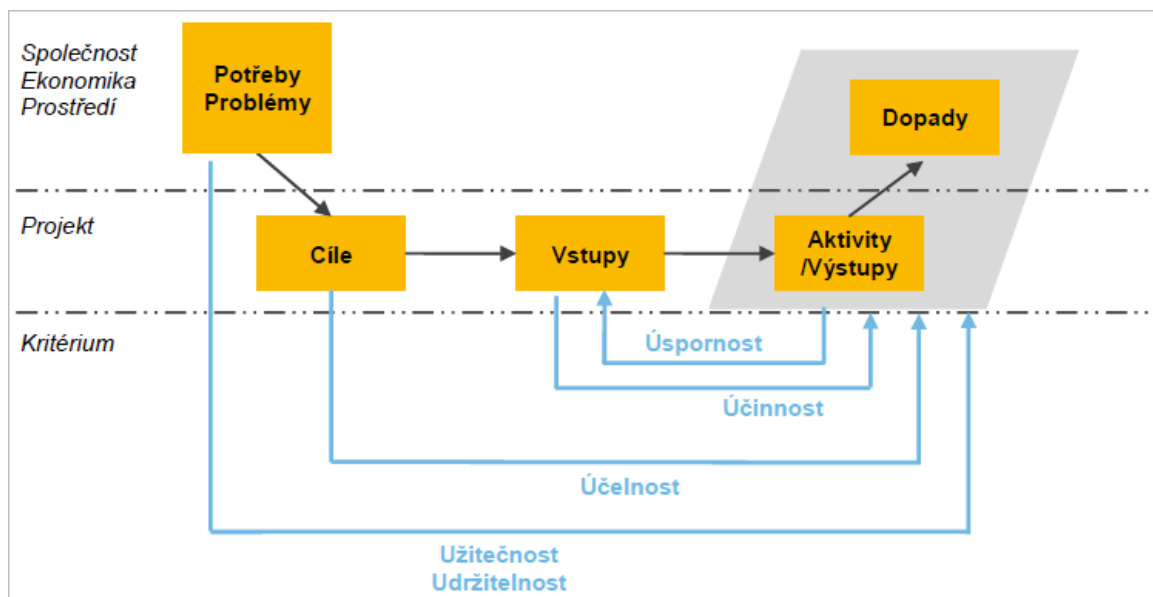 Společnost
Ekonomika
Prostředí
Potřeby
Problémy
Dopady
Projekt
Cíle
Vstupy
Aktivity
/Výstupy
Kritérium
Úspornost
Účinnost
Účelnost
Užitečnost
Udržitelnost